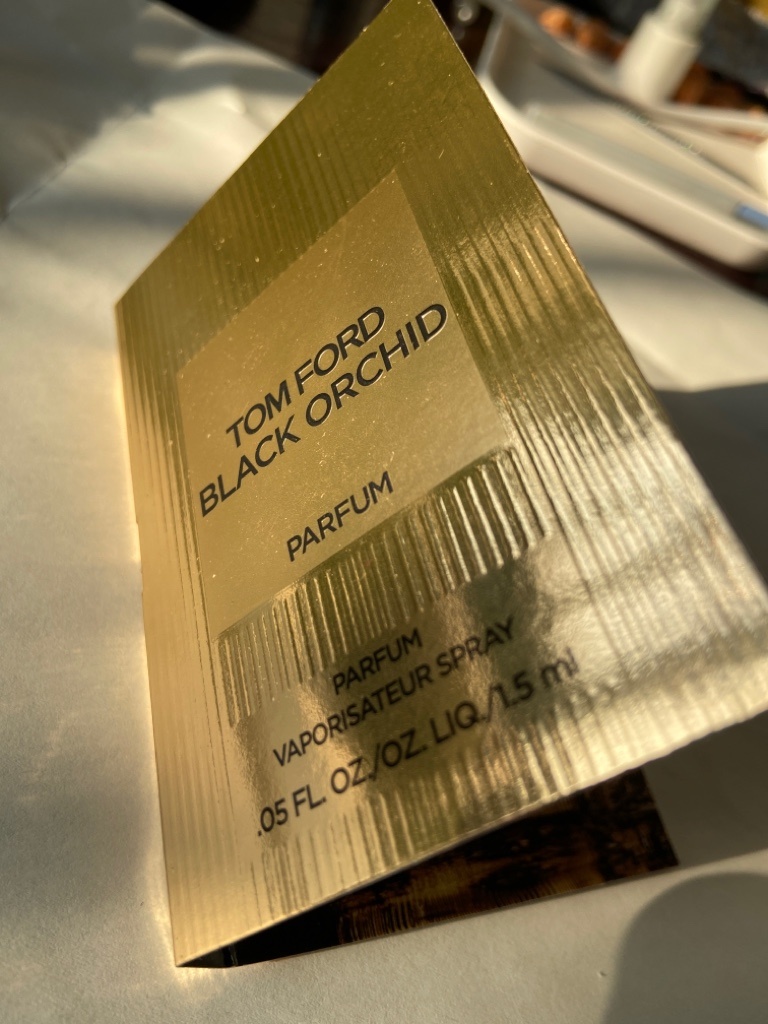 TOM FORD
BLACK ORCHID
PARFUM
PARFUM
VAPORISATEUR SPRAY
.05 FL. OZ./OZ. LIQ./1.5 ml